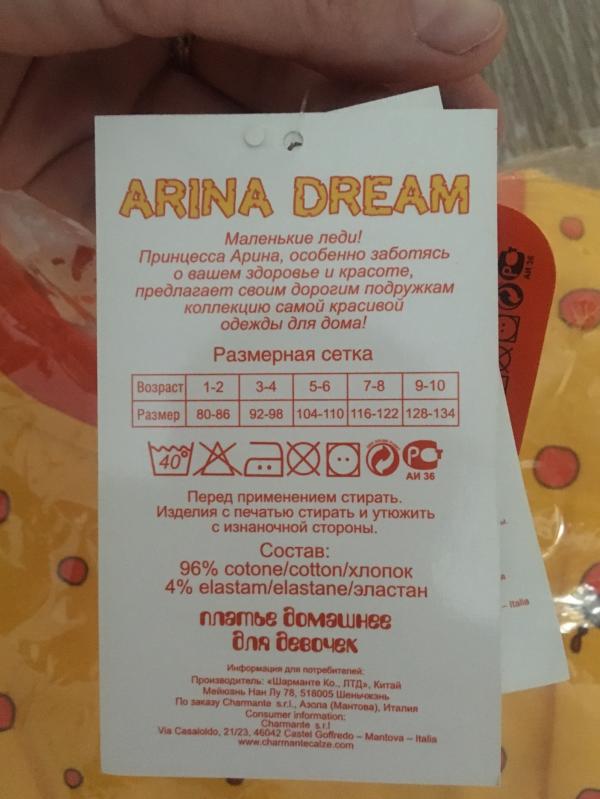 ARINA DREAM
Маленькие леди!
Принцесса Арина, особенно заботясь
о вашем здоровье и красоте,
предлагает своим дорогим подружкам
коллекцию самой красивой
одежды для дома!
Размерная сетка
Возраст 1-2 3-4 5-6 7-8 9-10
Размер 80-86 92-98 104-110 116-122 128-134
40° РСТ
АИ 36
Перед применением стирать.
Изделия с печатью стирать и утюжить
с изнаночной стороны.
Состав:
96% cotone/cotton/хлопок
4% elastam/elastane/эластан
платье домашнее
для девочек
Информация для потребителей:
Производитель: «Шарманте Ко., ЛТД», Китай
Мейюянь Нан Лу 78, 518005 Шеньчжэнь
По заказу Charmante s.r.l., Азола (Мантова), Италия
Consumer information:
Charmante s.r.l
Via Casaloldo, 21/23, 46042 Castel Goffredo – Mantova – Italia
www.charmantecalze.com
АИ 36
– Italia